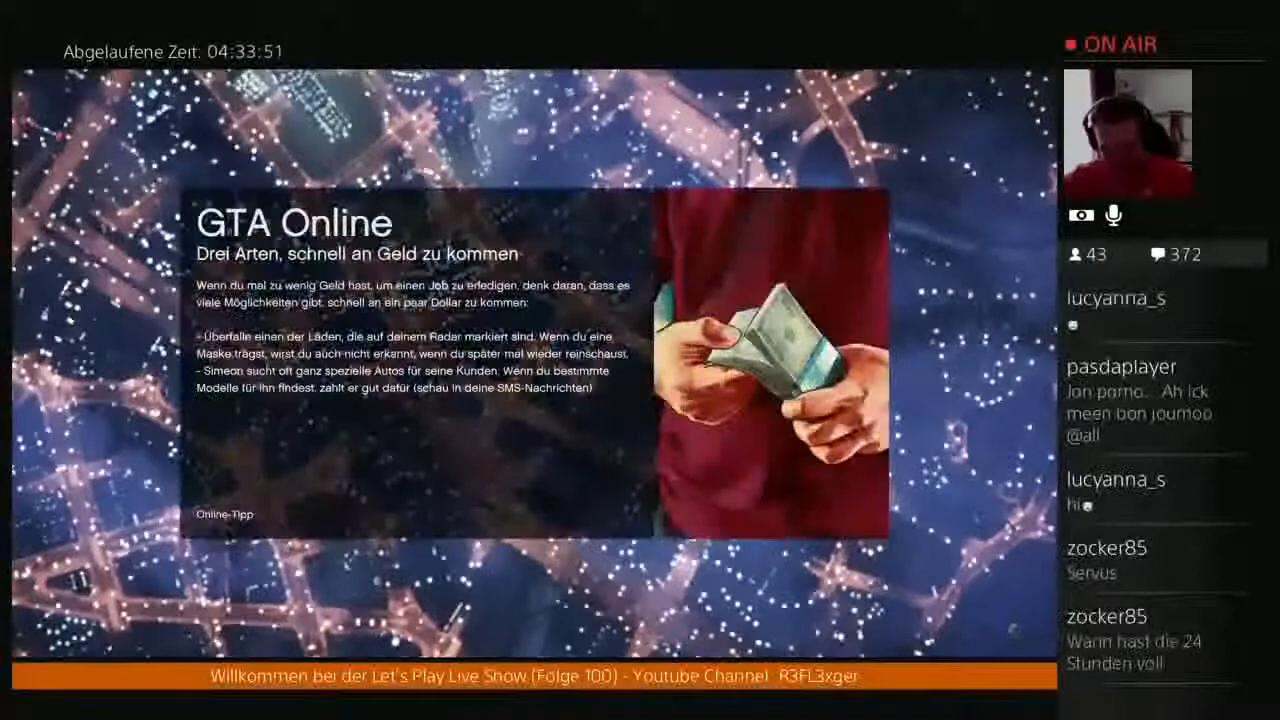 Abgelaufene Zeit: 04:33:51
ON AIR
GTA Online
Drei Arten, schnell an Geld zu kommen
Wenn du mal zu wenig Geld hast, um einen Job zu erledigen, denk daran, dass es
viele Möglichkeiten gibt, schnell an ein paar Dollar zu kommen:
- Überfalle einen der Läden, die auf deinem Radar markiert sind. Wenn du eine
Maske trägst, wirst du auch nicht erkannt, wenn du später mal wieder reinschaust.
- Simeon sucht oft ganz spezielle Autos für seine Kunden. Wenn du bestimmte
Modelle für ihn findest, zahlt er gut dafür (schau in deine SMS-Nachrichten)
Online-Tipp
43 372
lucyanna_s
pasdaplayer
Jon porno... Ah Ick
meen bon journoo
@all
lucyanna_s
hi
zocker85
Servus
zocker85
Wann hast die 24
Stunden voll
Willkommen bei der Let's Play Live Show (Folge 100) - Youtube Channel R3FL3xger